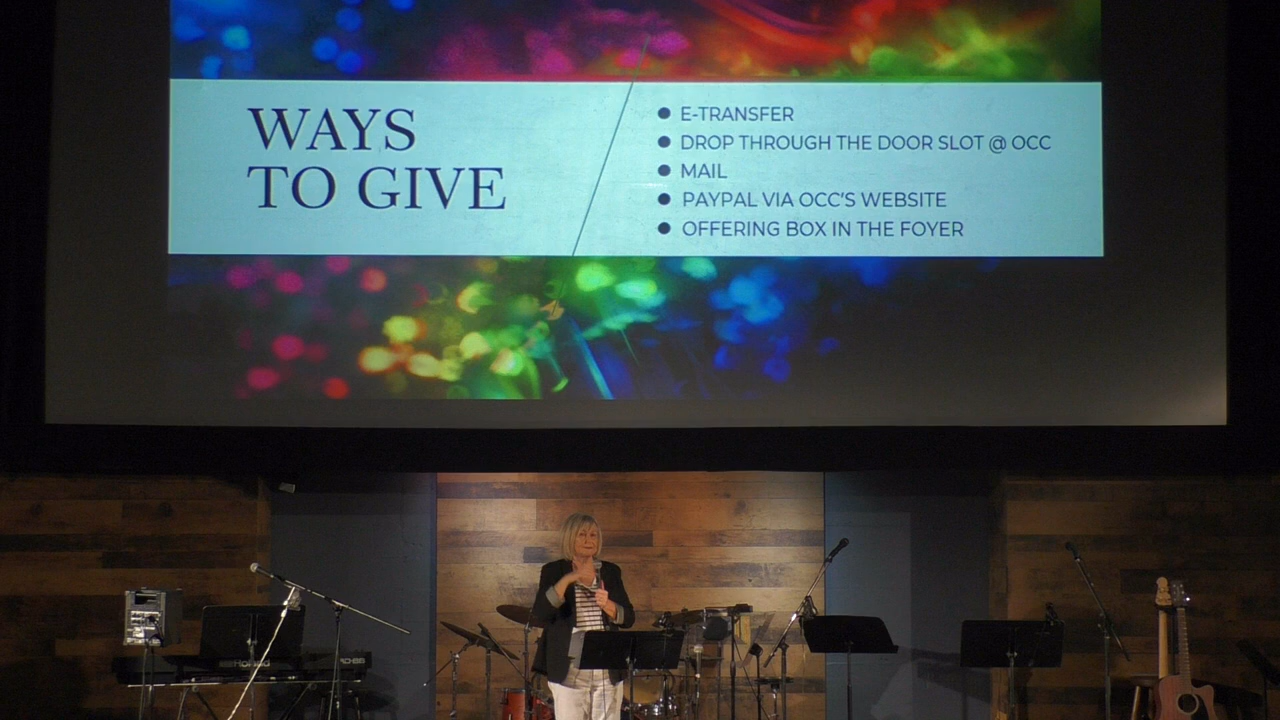 WAYS
TO GIVE
E-TRANSFER
DROP THROUGH THE DOOR SLOT @ OCC
MAIL
PAYPAL VIA OCC'S WEBSITE
OFFERING BOX IN THE FOYER